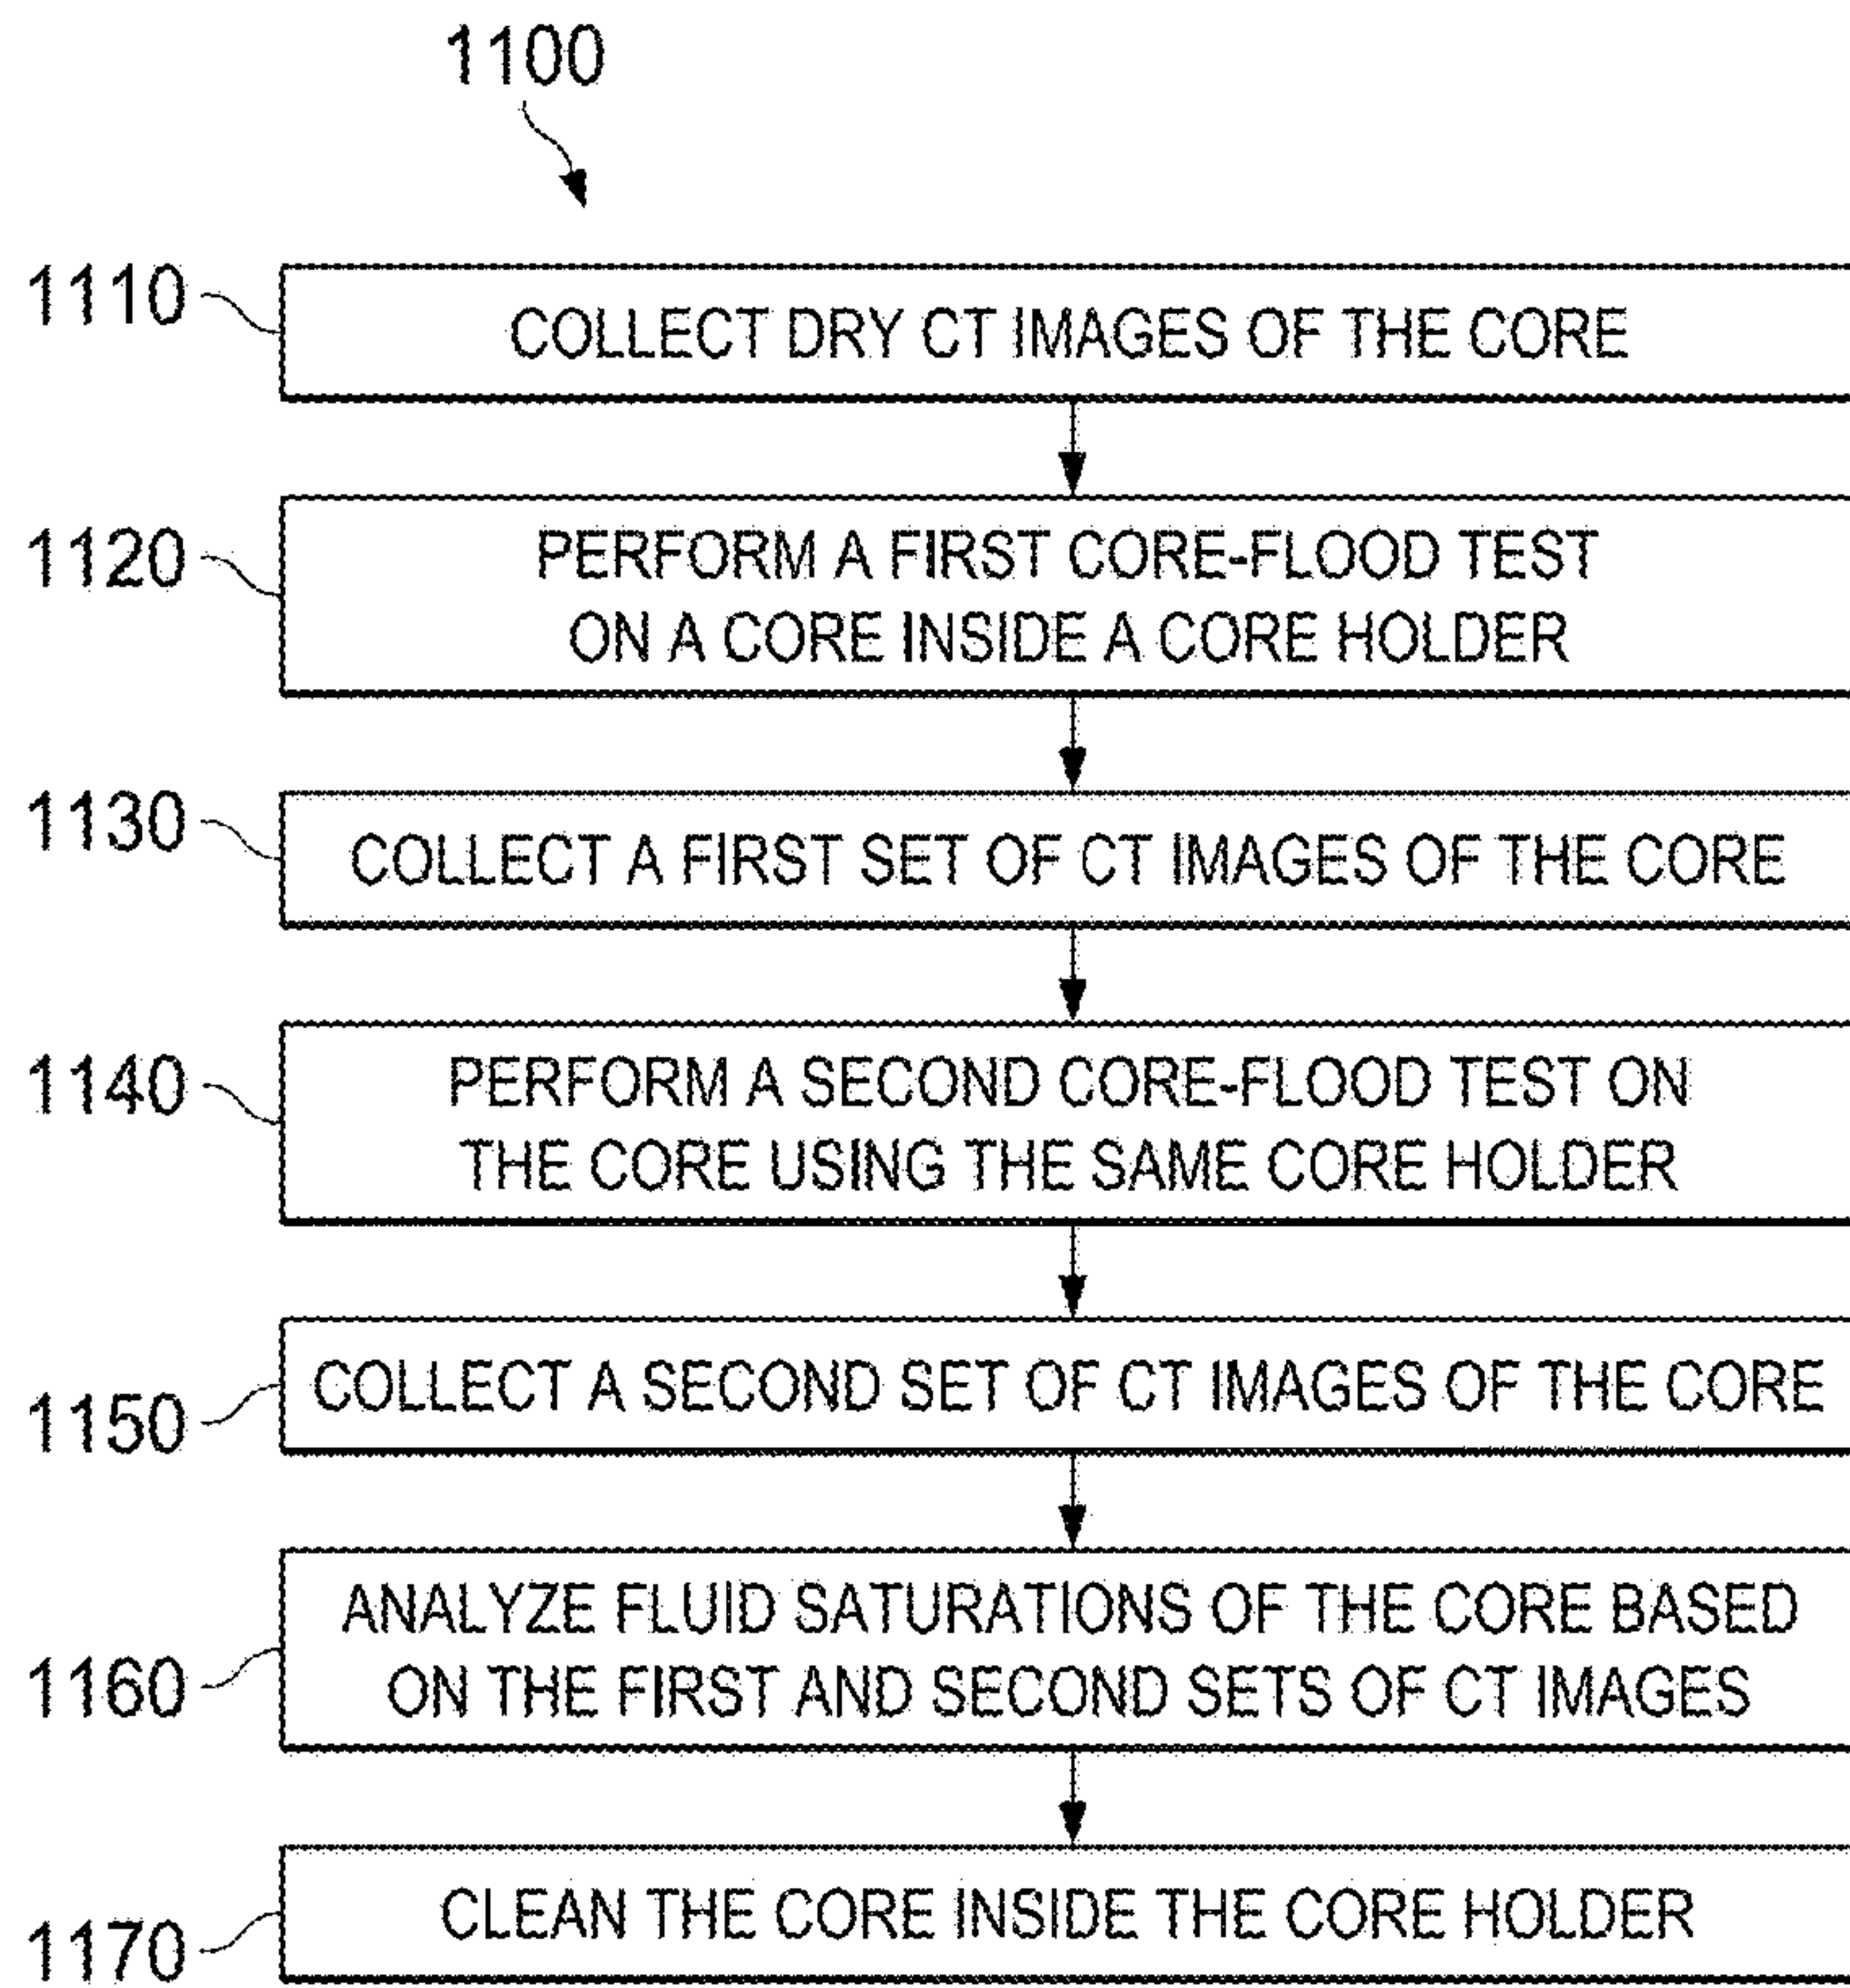 1100
1110
COLLECT DRY CT IMAGES OF THE CORE
1120
PERFORM A FIRST CORE-FLOOD TEST
ON A CORE INSIDE A CORE HOLDER
1130
COLLECT A FIRST SET OF CT IMAGES OF THE CORE
1140
PERFORM A SECOND CORE-FLOOD TEST ON
THE CORE USING THE SAME CORE HOLDER
1150
COLLECT A SECOND SET OF CT IMAGES OF THE CORE
1160
ANALYZE FLUID SATURATIONS OF THE CORE BASED
ON THE FIRST AND SECOND SETS OF CT IMAGES
1170
CLEAN THE CORE INSIDE THE CORE HOLDER